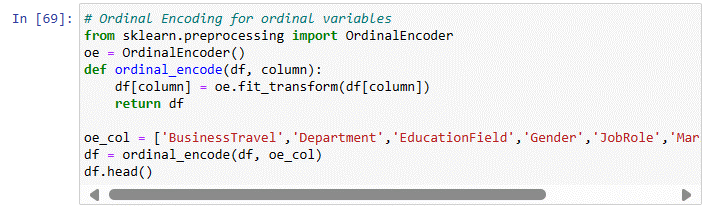 In [69]: # Ordinal Encoding for ordinal variables
from sklearn.preprocessing import OrdinalEncoder
oe = OrdinalEncoder()
def ordinal_encode(df, column):
    df[column] = oe.fit_transform(df[column])
    return df

oe_col = ['BusinessTravel','Department','EducationField','Gender','JobRole','Mar
df = ordinal_encode(df, oe_col)
df.head()